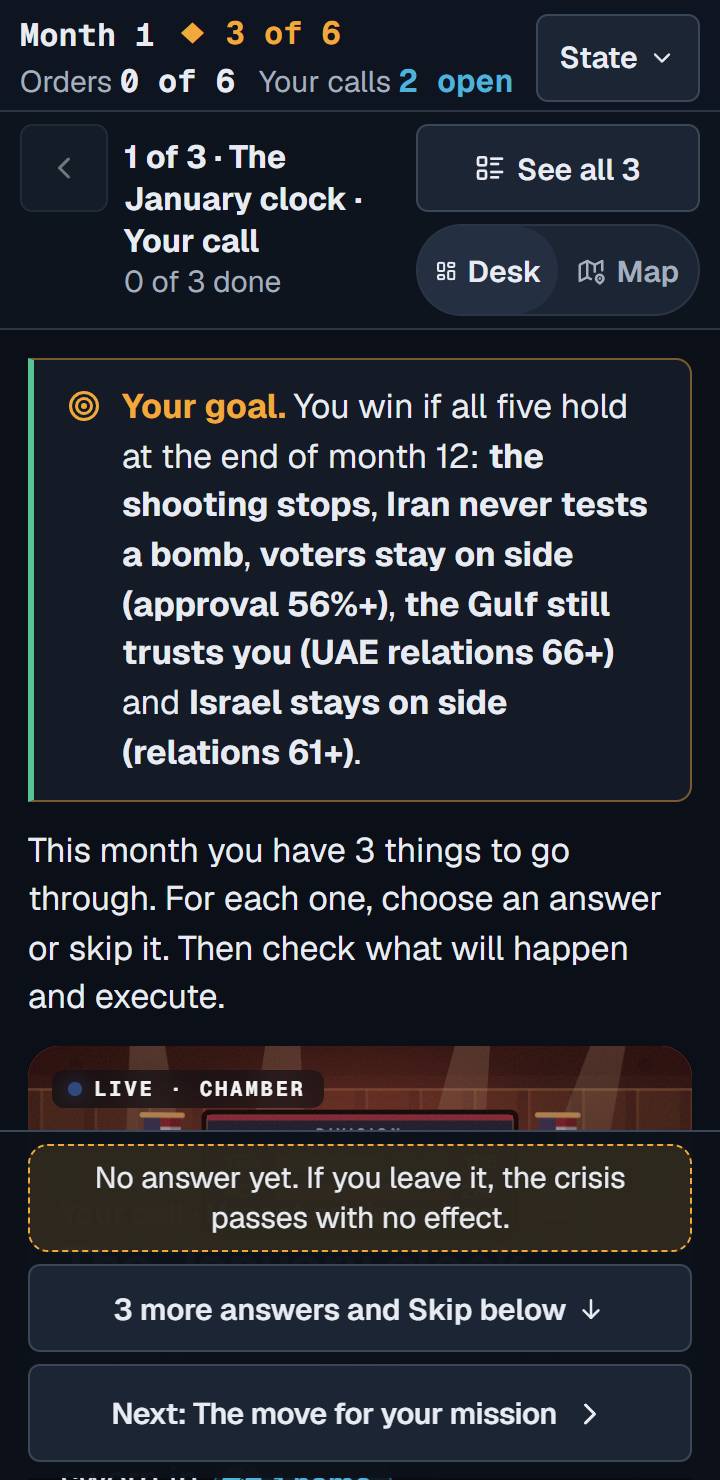 Month 1 ◆ 3 of 6
Orders 0 of 6 Your calls 2 open
State
1 of 3 · The
January clock ·
Your call
0 of 3 done
See all 3
Desk
Map
Your goal. You win if all five hold
at the end of month 12: the
shooting stops, Iran never tests
a bomb, voters stay on side
(approval 56%+), the Gulf still
trusts you (UAE relations 66+)
and Israel stays on side
(relations 61+).
This month you have 3 things to go
through. For each one, choose an answer
or skip it. Then check what will happen
and execute.
LIVE · CHAMBER
No answer yet. If you leave it, the crisis
passes with no effect.
3 more answers and Skip below ↓
Next: The move for your mission